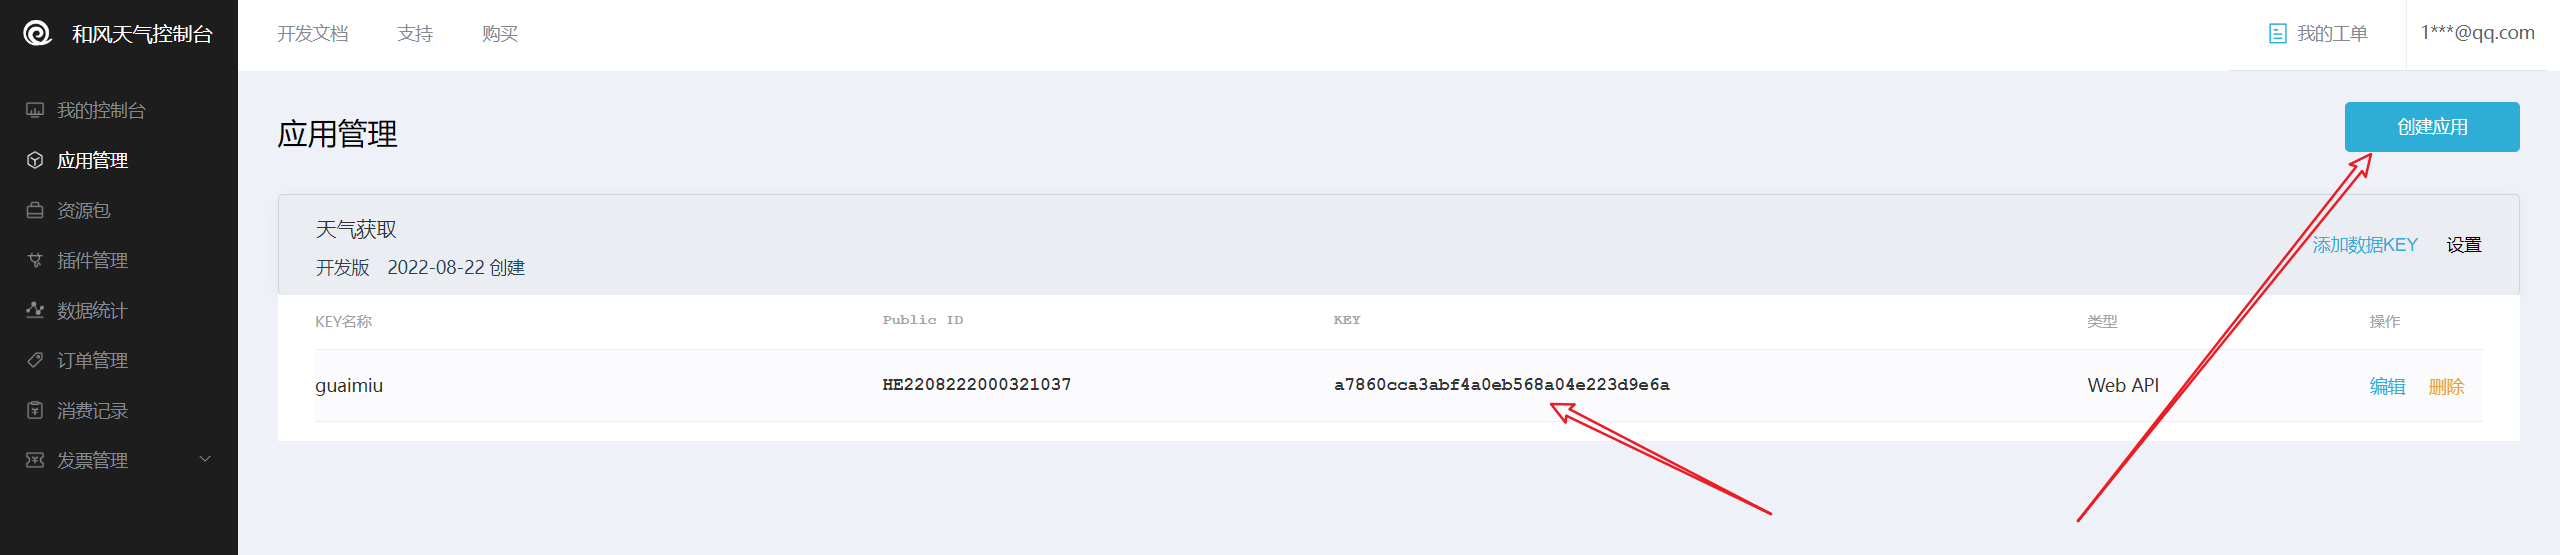 和风天气控制台
开发文档 支持 购买
我的工单 1***@qq.com
我的控制台
应用管理
资源包
插件管理
数据统计
订单管理
消费记录
发票管理
应用管理
创建应用
天气获取
开发版 2022-08-22 创建
添加数据KEY 设置
KEY名称 Public ID KEY 类型 操作
guaimiu HE2208222000321037 a7860cca3abf4a0eb568a04e223d9e6a Web API 编辑 删除